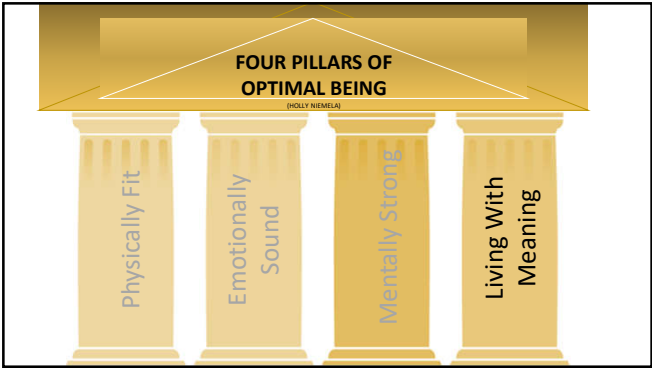 FOUR PILLARS OF
OPTIMAL BEING
(HOLLY NIEMELA)
Physically Fit
Emotionally
Sound
Mentally Strong
Living With
Meaning